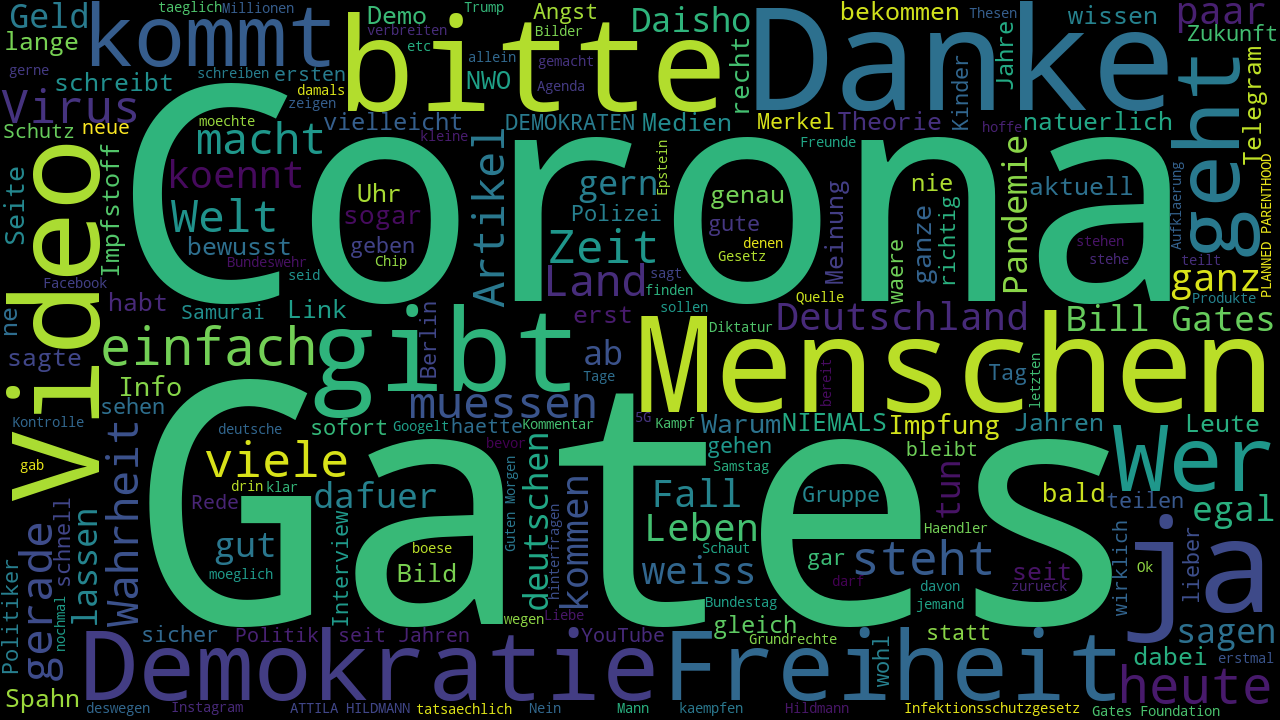 Geld
taeglich
Millionen
kommt
Demo
Trump
verbreiten
etc
Angst
Bilder
Daisho
bekommen
Thesen
wissen
paar
Zukunft
lange
gerne
schreibt
schreiben
ersten
damals
zeigen
bitte
allein
gemacht
Agenda
NWO
recht
Danke
Kinder
Jahre
geht
Telegram
Virus
Schutz
neue
moechte
vielleicht
kleine
DEMOKRATEN
Medien
Merkel
Theorie
hoffe
natuerlich
Freunde
macht
koennt
Corona
Welt
bewusst
Bundeswehr
Uhr
sogar
geben
Chip
seid
Artikel
gern
Polizei
Epstein
Zeit
Land
sagt
finden
sollen
genau
gute
denen
Gesetz
Quelle
Meinung
nie
ganze
richtig
waere
Pandemie
aktuell
stehen
stehe
Aufklaerung
teilt
PLANNED PARENTHOOD
ganz
Produkte
Seite
Video
Impfstoff
Facebook
habt
Samurai
Link
Berlin
erst
Diktatur
Deutschland
Bill Gates
ne
sagte
einfach
gibt
ab
Tage
Menschen
Tag
letzten
bereit
Info
sehen
Kontrolle
deutsche
sofort
Googelt
muessen
haette
bevor
Kommentar
5G
Kampf
Warum
gehen
Samstag
NIEMALS
Impfung
bleibt
Jahren
Wer
Leute
gab
viele
drin
klar
Rede
dafuer
Gates
Wahrheit
gut
moeglich
boese
Bild
Interview
Guten Morgen
deutschen
hinterfragen
kommen
Liebe
wegen
Fall
Leben
Schaut
weiss
Bundestag
Gruppe
gar
darf
steht
davon
jemand
Haendler
tun
seit
zurueck
bald
teilen
egal
Ok
wirklich
lieber
ja
Politiker
gerade
nochmal
schnell
lassen
sicher
Politik
seit Jahren
YouTube
gleich
Grundrechte
statt
wohl
dabei
sagen
erstmal
heute
Spahn
Demokratie
Freiheit
deswegen
Instagram
ATTILA HILDMANN
tatsaechlich
Nein
Mann
kaempfen
Hildmann
Infektionsschutzgesetz
Gates Foundation